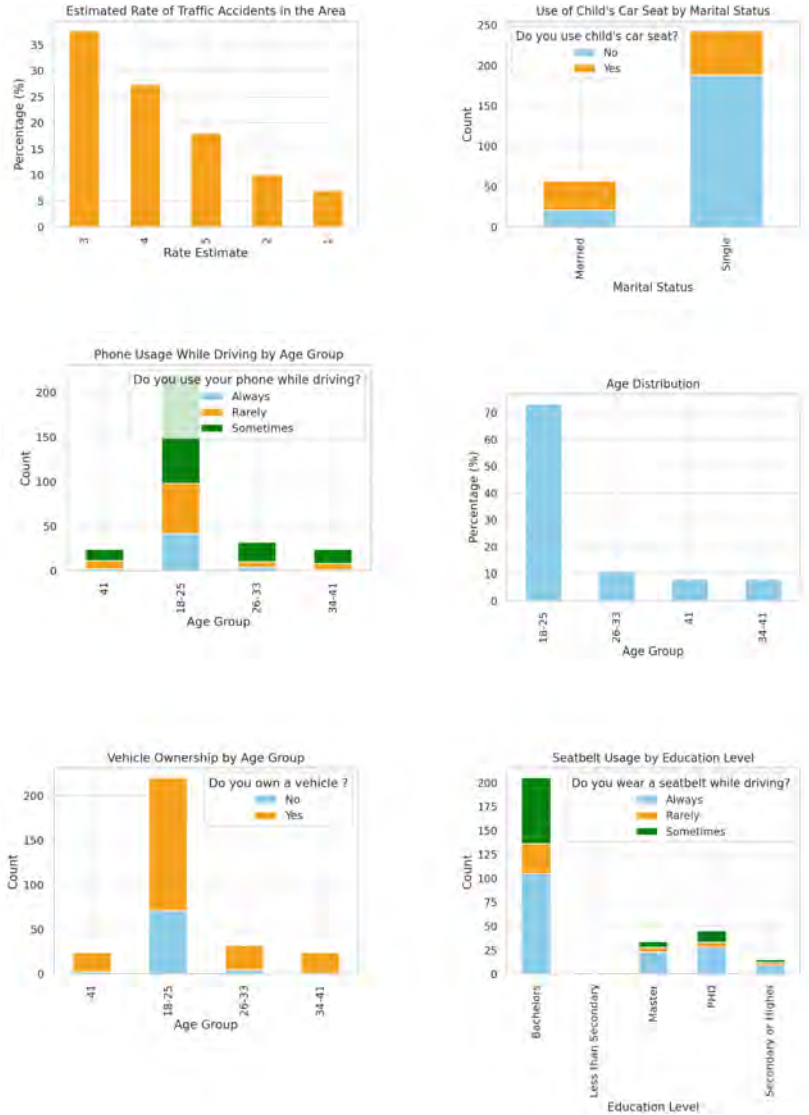 Estimated Rate of Traffic Accidents in the Area
Percentage (%)
35
30
25
20
15
10
5
0
3
4
5
2
1
Rate Estimate
Use of Child's Car Seat by Marital Status
Do you use child's car seat?
No
Yes
Count
250
200
150
100
50
0
Married
Single
Marital Status
Phone Usage While Driving by Age Group
Do you use your phone while driving?
Always
Rarely
Sometimes
Count
200
150
100
50
0
41
18-25
26-33
34-41
Age Group
Age Distribution
Percentage (%)
70
60
50
40
30
20
10
0
18-25
26-33
41
34-41
Age Group
Vehicle Ownership by Age Group
Do you own a vehicle ?
No
Yes
Count
200
150
100
50
0
41
18-25
26-33
34-41
Age Group
Seatbelt Usage by Education Level
Do you wear a seatbelt while driving?
Always
Rarely
Sometimes
Count
200
175
150
125
100
75
50
25
0
Bachelors
Less than Secondary
Master
PHD
Secondary or Higher
Education Level